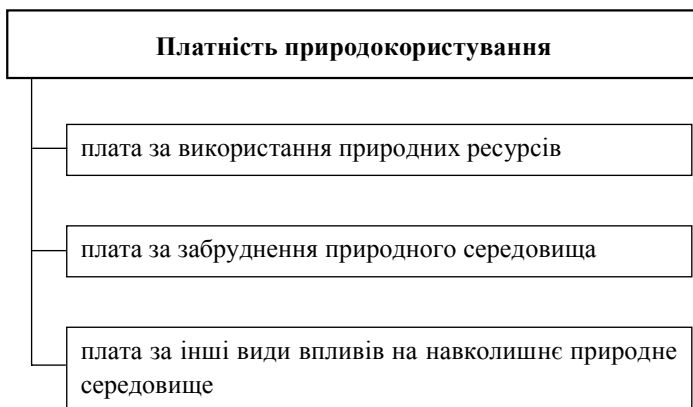 Платність природокористування
плата за використання природних ресурсів
плата за забруднення природного середовища
плата за інші види впливів на навколишнє природне
середовище